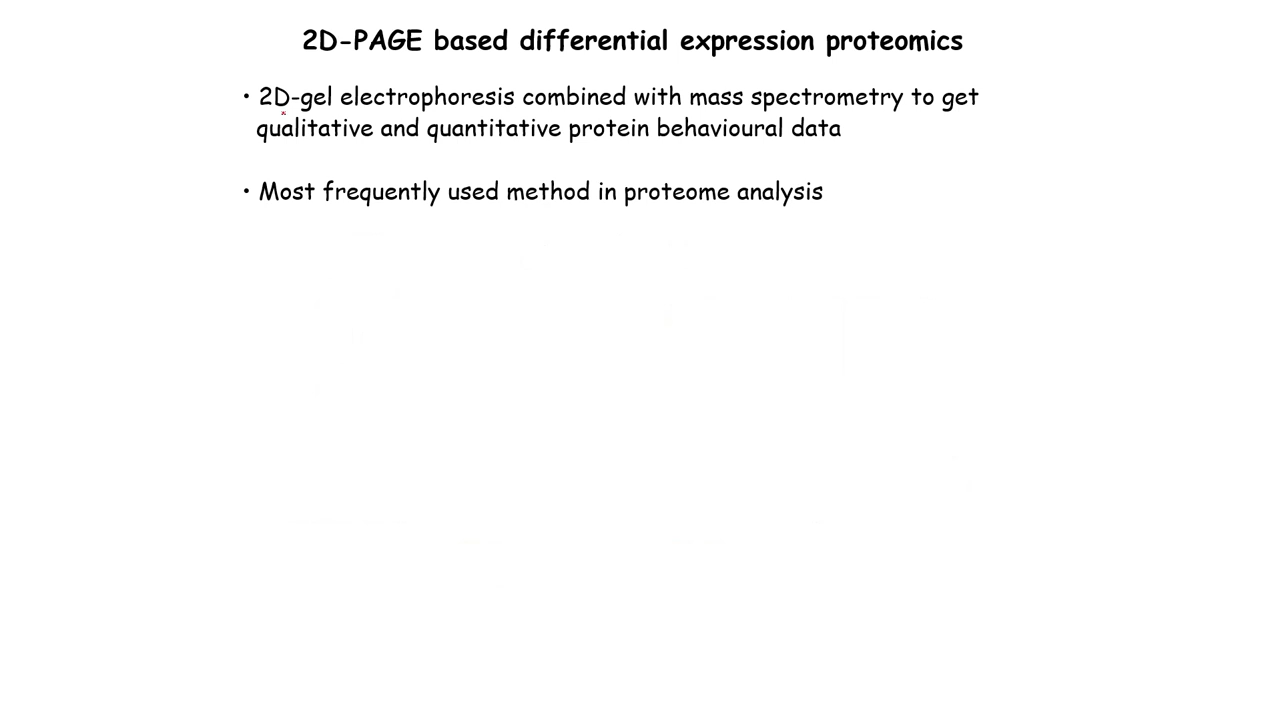 2D-PAGE based differential expression proteomics
• 2D-gel electrophoresis combined with mass spectrometry to get
qualitative and quantitative protein behavioural data
• Most frequently used method in proteome analysis